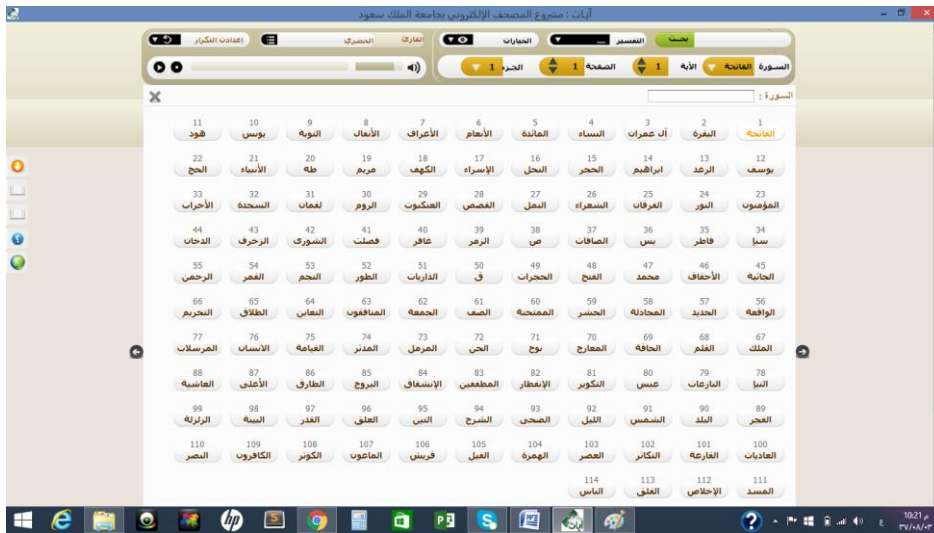 آيات : مشروع المصحف الإلكتروني بجامعة الملك سعود
بحث التفسير الخيارات القارئ الحصري إعدادت التكرار
السورة الفاتحة الآية 1 الصفحة 1 الجزء 1
السورة :
1 2 3 4 5 6 7 8 9 10 11
الفاتحة البقرة آل عمران النساء المائدة الأنعام الأعراف الأنفال التوبة يونس هود
12 13 14 15 16 17 18 19 20 21 22
يوسف الرعد ابراهيم الحجر النحل الإسراء الكهف مريم طه الأنبياء الحج
23 24 25 26 27 28 29 30 31 32 33
المؤمنون النور الفرقان الشعراء النمل القصص العنكبوت الروم لقمان السجدة الأحزاب
34 35 36 37 38 39 40 41 42 43 44
سبإ فاطر يس الصافات ص الزمر غافر فصلت الشورى الزخرف الدخان
45 46 47 48 49 50 51 52 53 54 55
الجاثية الأحقاف محمد الفتح الحجرات ق الذاريات الطور النجم القمر الرحمن
56 57 58 59 60 61 62 63 64 65 66
الواقعة الحديد المجادلة الحشر الممتحنة الصف الجمعة المنافقون التغابن الطلاق التحريم
67 68 69 70 71 72 73 74 75 76 77
الملك القلم الحاقة المعارج نوح الجن المزمل المدثر القيامة الانسان المرسلات
78 79 80 81 82 83 84 85 86 87 88
النبإ النازعات عبس التكوير الإنفطار المطففين الإنشقاق البروج الطارق الأعلى الغاشية
89 90 91 92 93 94 95 96 97 98 99
الفجر البلد الشمس الليل الضحى الشرح التين العلق القدر البينة الزلزلة
100 101 102 103 104 105 106 107 108 109 110
العاديات القارعة التكاثر العصر الهمزة الفيل قريش الماعون الكوثر الكافرون النصر
111 112 113 114
المسد الإخلاص الفلق الناس
10:21 م
٣٧/٠٨/٠٣